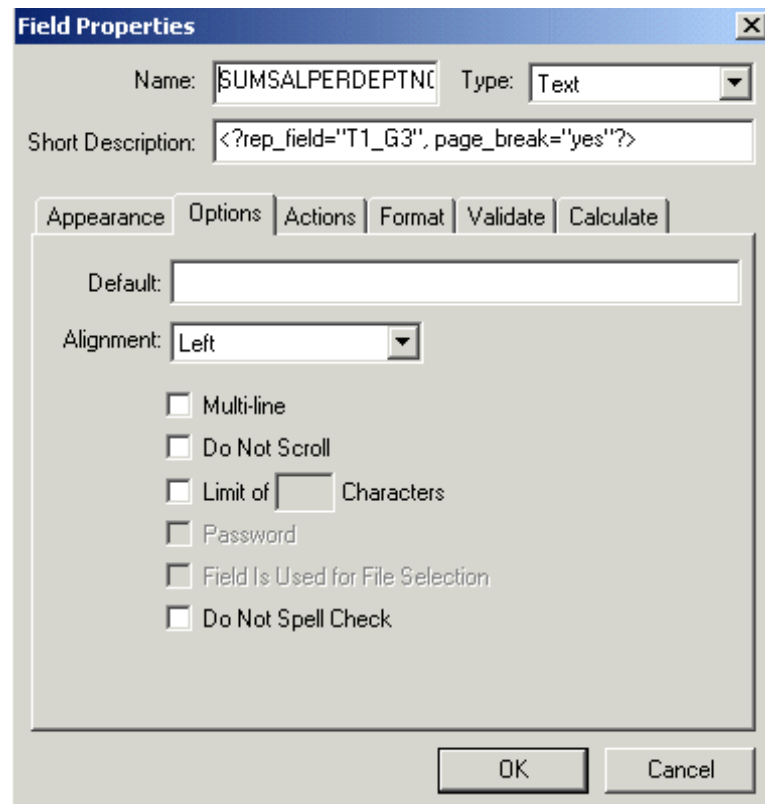 Field Properties
Name: SUMSALPERDEPTNO Type: Text
Short Description: <?rep_field="T1_G3", page_break="yes"?>
Appearance Options Actions Format Validate Calculate
Default:
Alignment: Left
Multi-line
Do Not Scroll
Limit of Characters
Password
Field Is Used for File Selection
Do Not Spell Check
OK Cancel